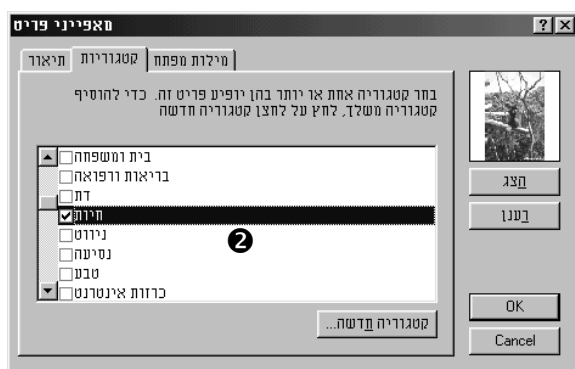 מאפייני פריט
תיאור
קטגוריות
מילות מפתח
בחר קטגוריה אחת או יותר בהן יופיע פריט זה. כדי להוסיף
קטגוריה משלך, לחץ על לחצן קטגוריה חדשה
בית ומשפחה
בריאות ורפואה
דת
חיות
ניווט
נסיעה
טבע
כרזות אינטרנט
❷
קטגוריה חדשה...
הצג
רענן
OK
Cancel